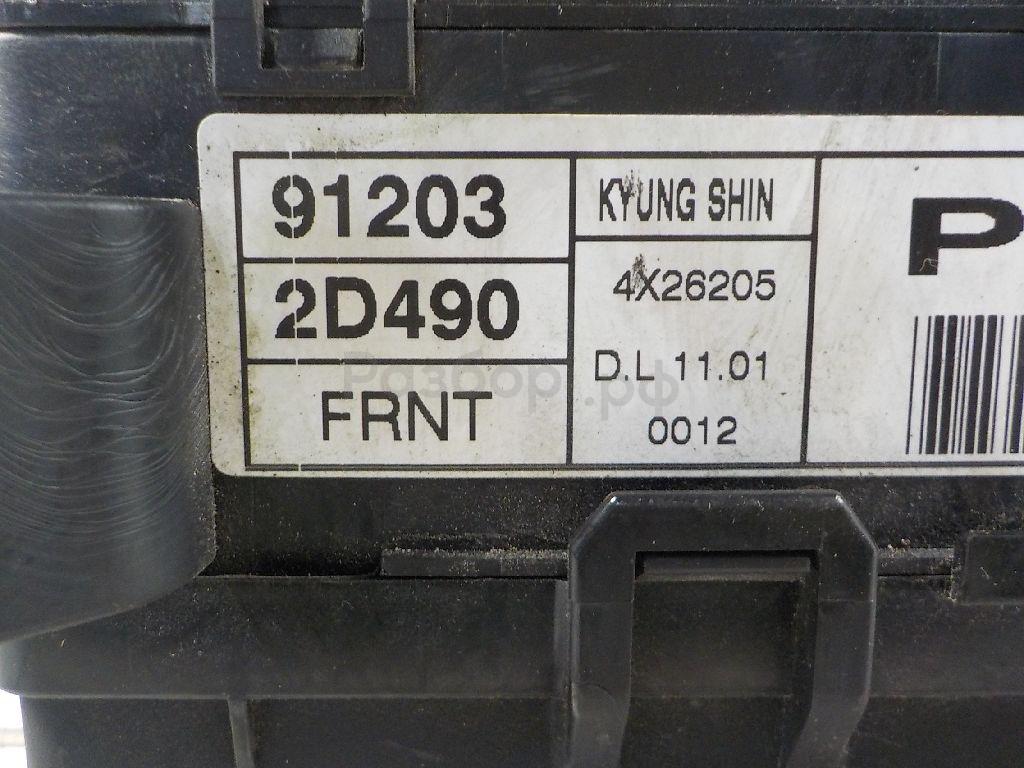 91203
2D490
FRNT
KYUNG SHIN
4X26205
D.L 11.01
0012
P
Разбор.рф